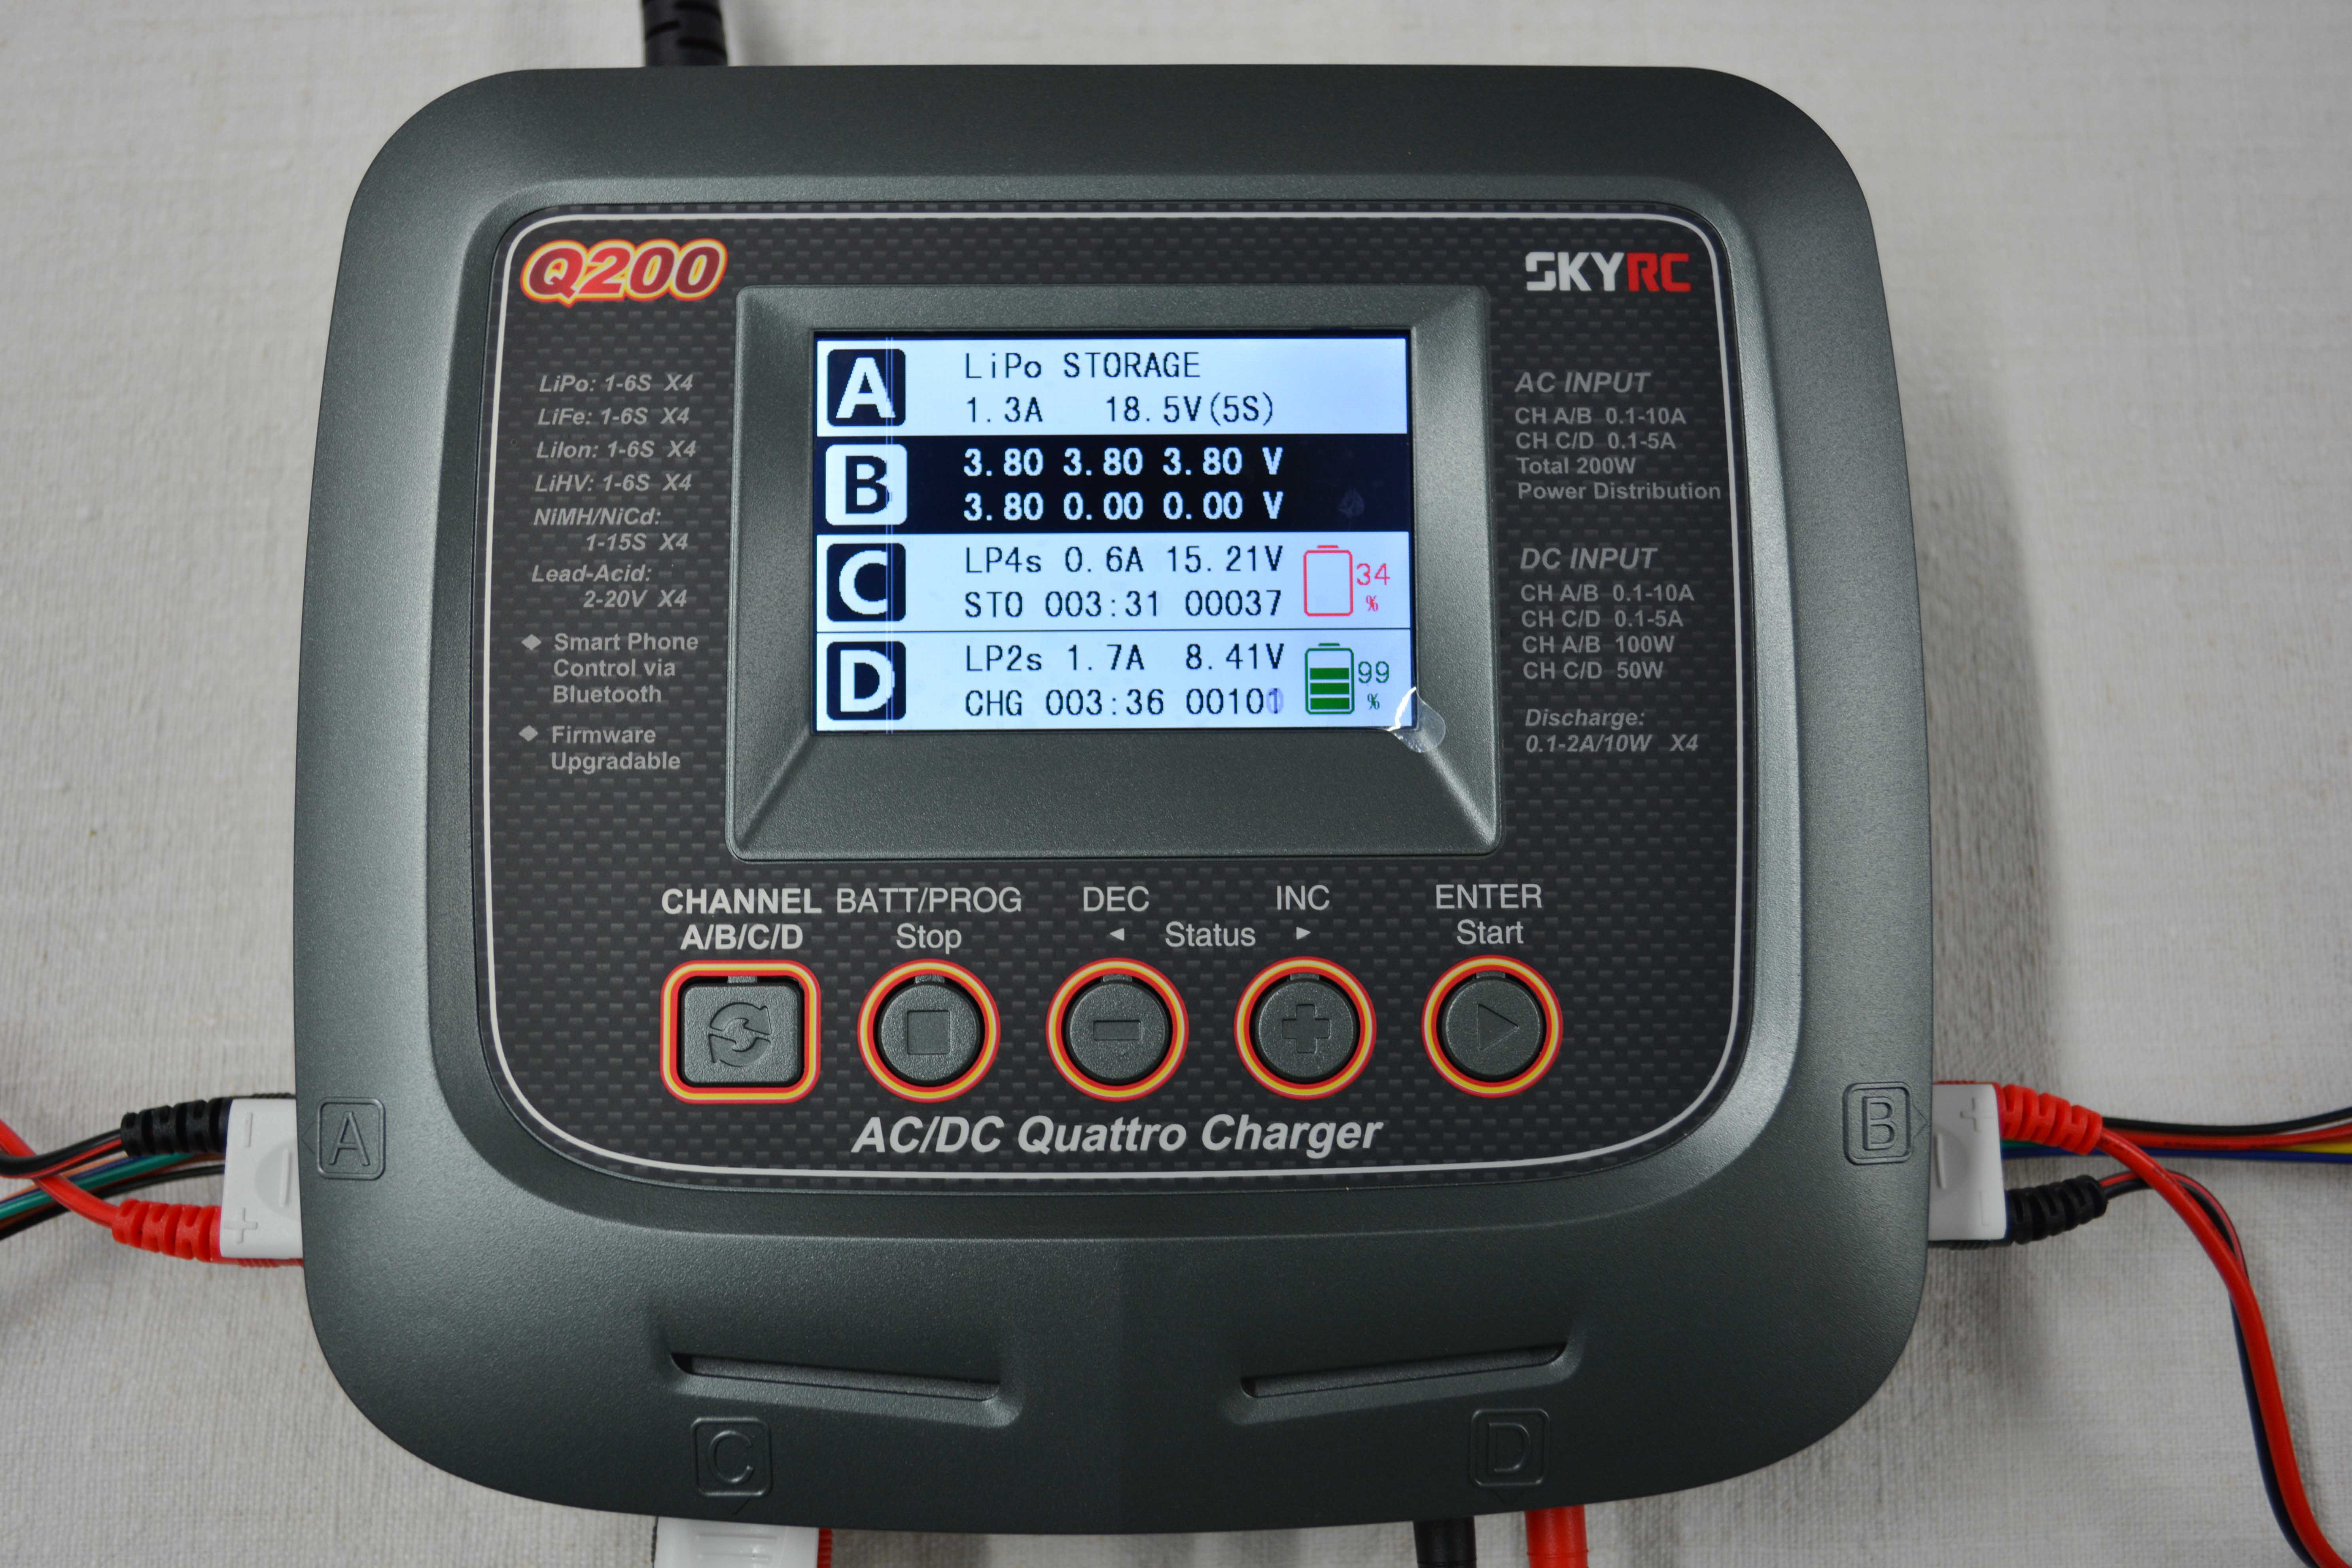 Q200
SKYRC
LiPo: 1-6S X4
LiFe: 1-6S X4
LiIon: 1-6S X4
LiHV: 1-6S X4
NiMH/NiCd:
1-15S X4
Lead-Acid:
2-20V X4
Smart Phone
Control via
Bluetooth
Firmware
Upgradable
A
LiPo STORAGE
1.3A 18.5V(5S)
B
3.80 3.80 3.80 V
3.80 0.00 0.00 V
C
LP4s 0.6A 15.21V
STO 003:31 00037
34
%
D
LP2s 1.7A 8.41V
CHG 003:36 00101
99
%
AC INPUT
CH A/B 0.1-10A
CH C/D 0.1-5A
Total 200W
Power Distribution
DC INPUT
CH A/B 0.1-10A
CH C/D 0.1-5A
CH A/B 100W
CH C/D 50W
Discharge:
0.1-2A/10W X4
CHANNEL BATT/PROG DEC INC ENTER
A/B/C/D Stop ◄ Status ► Start
AC/DC Quattro Charger
A
B
C
D